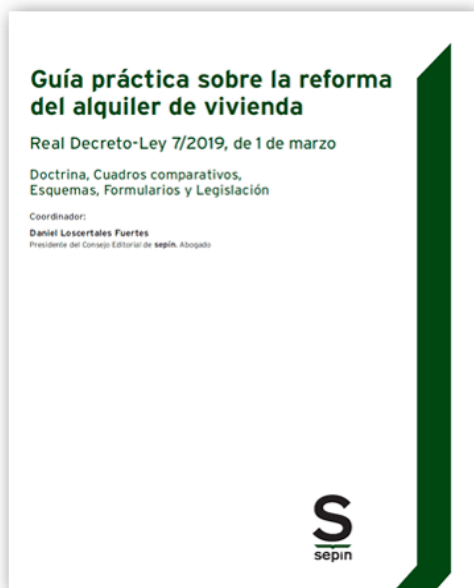 Guía práctica sobre la reforma
del alquiler de vivienda
Real Decreto-Ley 7/2019, de 1 de marzo
Doctrina, Cuadros comparativos,
Esquemas, Formularios y Legislación
Coordinador:
Daniel Loscertales Fuertes
Presidente del Consejo Editorial de sepín. Abogado
S
sepin